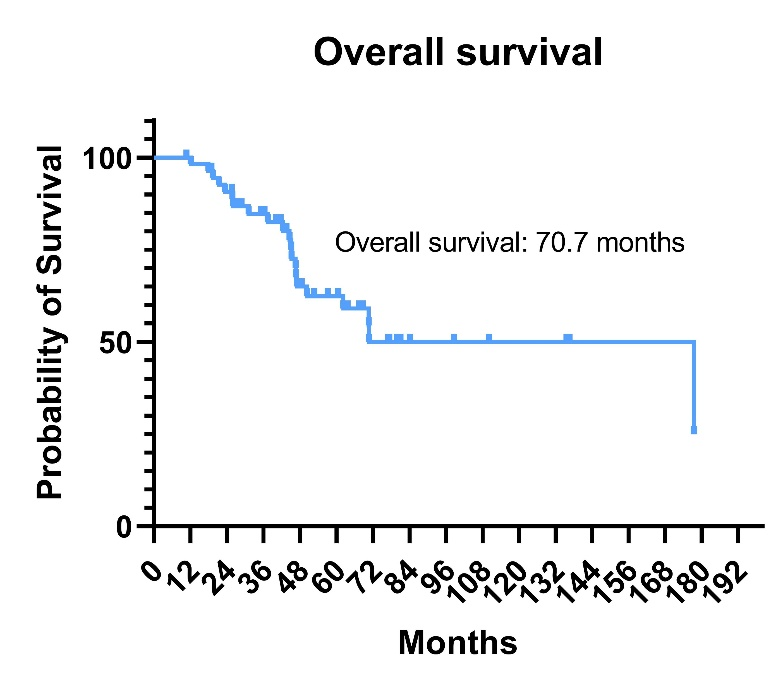 Overall survival
Probability of Survival
100
50
0
Overall survival: 70.7 months
0 12 24 36 48 60 72 84 96 108 120 132 144 156 168 180 192
Months